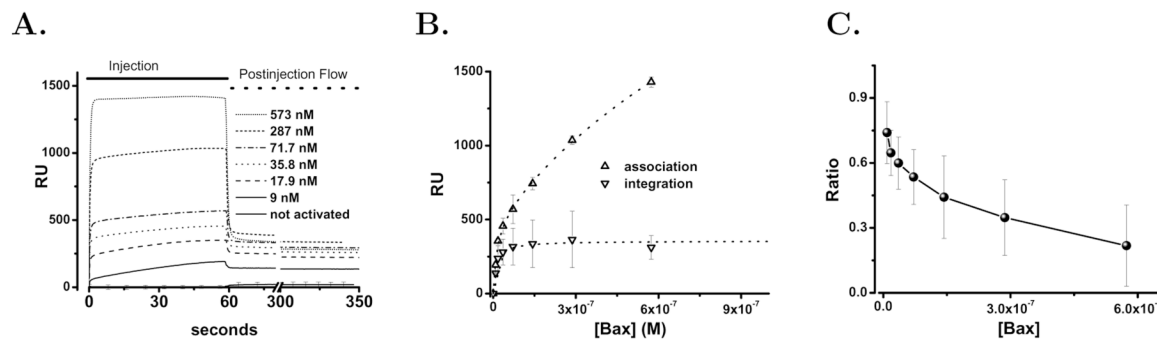 A.
B.
C.
Injection
Postinjection Flow
1500
1000
500
0
RU
573 nM
287 nM
71.7 nM
35.8 nM
17.9 nM
9 nM
not activated
0
30
60
300
350
seconds
1500
1000
500
0
RU
association
integration
0
3x10⁻⁷
6x10⁻⁷
9x10⁻⁷
[Bax] (M)
0.9
0.6
0.3
0.0
Ratio
0.0
3.0x10⁻⁷
6.0x10⁻⁷
[Bax]